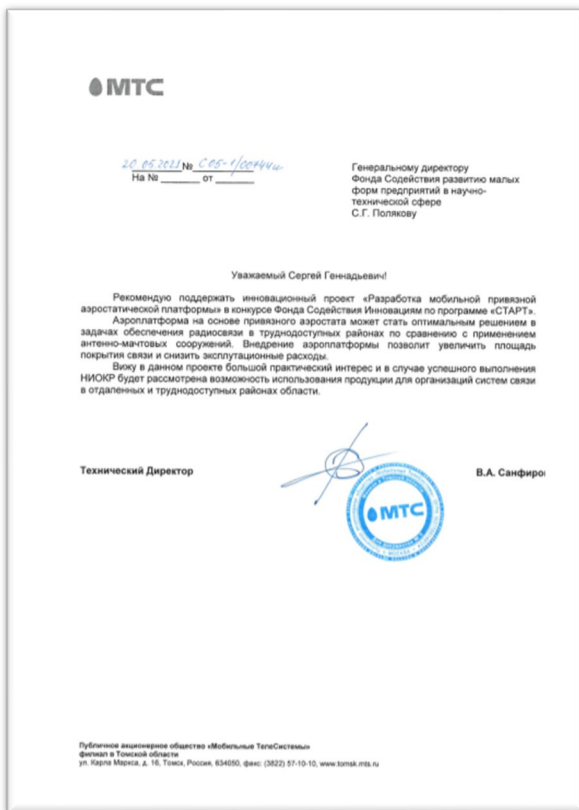 МТС
20.05.2021 № С05-1/00744и
На № ______ от ______
Генеральному директору
Фонда Содействия развитию малых
форм предприятий в научно-
технической сфере
С.Г. Полякову
Уважаемый Сергей Геннадьевич!
Рекомендую поддержать инновационный проект «Разработка мобильной привязной
аэростатической платформы» в конкурсе Фонда Содействия Инновациям по программе «СТАРТ».
Аэроплатформа на основе привязного аэростата может стать оптимальным решением в
задачах обеспечения радиосвязи в труднодоступных районах по сравнению с применением
антенно-мачтовых сооружений. Внедрение аэроплатформы позволит увеличить площадь
покрытия связи и снизить эксплутационные расходы.
Вижу в данном проекте большой практический интерес и в случае успешного выполнения
НИОКР будет рассмотрена возможность использования продукции для организаций систем связи
в отдаленных и труднодоступных районах области.
Технический Директор
В.А. Санфиро
МТС
Публичное акционерное общество «Мобильные ТелеСистемы»
филиал в Томской области
ул. Карла Маркса, д. 16, Томск, Россия, 634050, факс: (3822) 57-10-10, www.tomsk.mts.ru